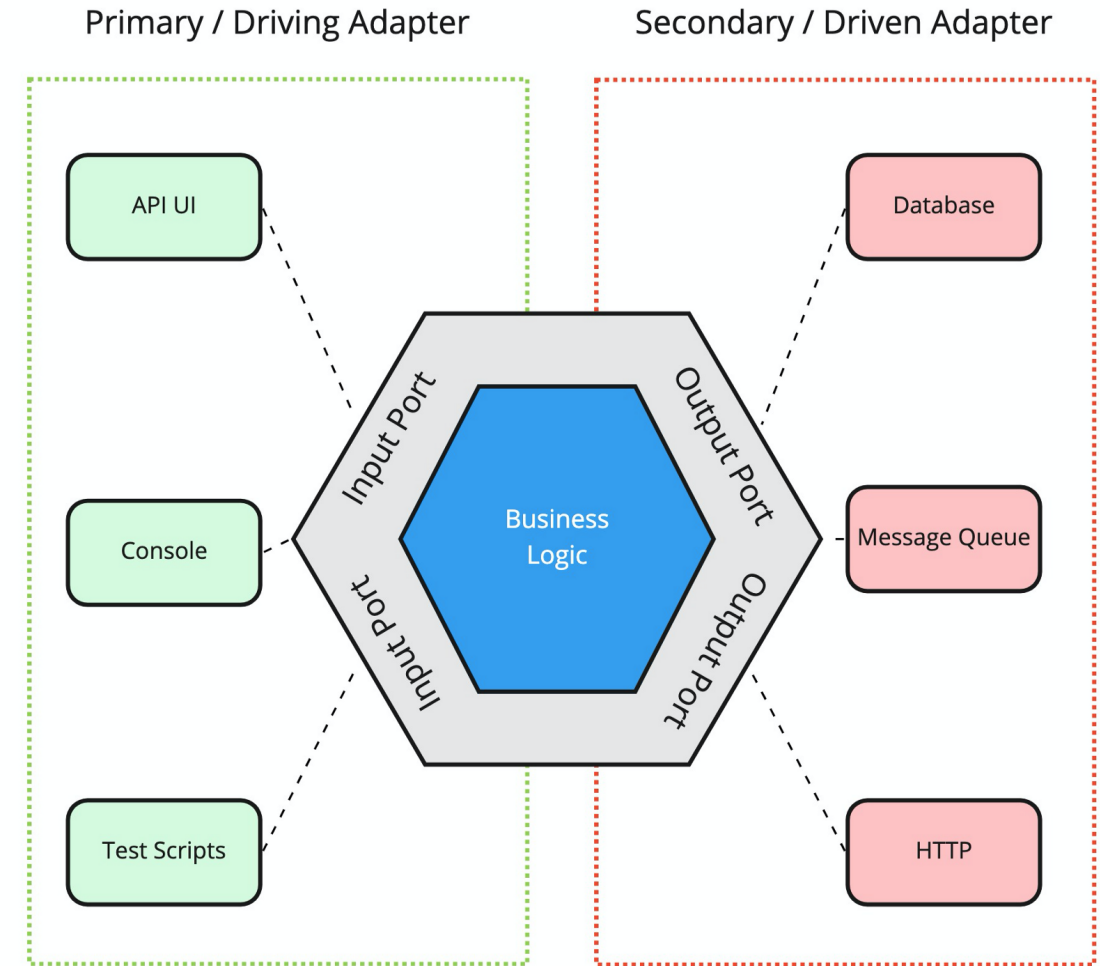 Primary / Driving Adapter
Secondary / Driven Adapter
API UI
Database
Input Port
Output Port
Business
Logic
Console
Message Queue
Input Port
Output Port
Test Scripts
HTTP